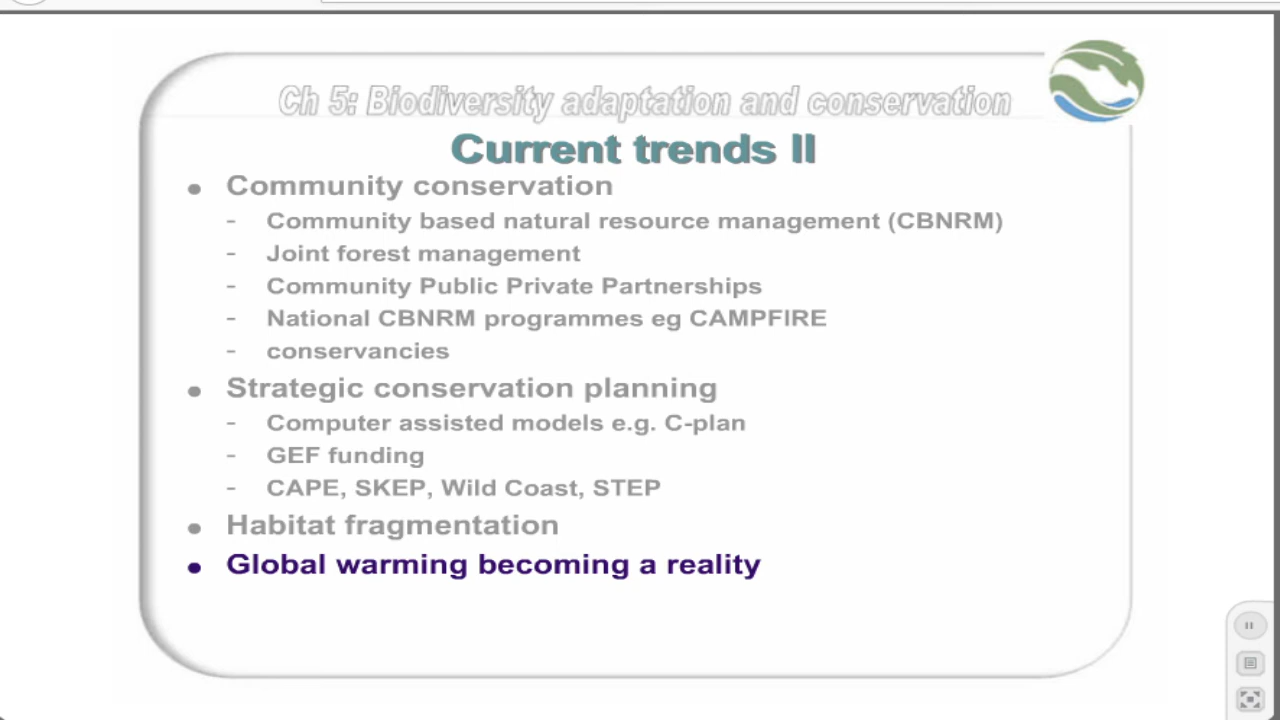 Ch 5: Biodiversity adaptation and conservation
Current trends II
• Community conservation
- Community based natural resource management (CBNRM)
- Joint forest management
- Community Public Private Partnerships
- National CBNRM programmes eg CAMPFIRE
- conservancies
• Strategic conservation planning
- Computer assisted models e.g. C-plan
- GEF funding
- CAPE, SKEP, Wild Coast, STEP
• Habitat fragmentation
• Global warming becoming a reality